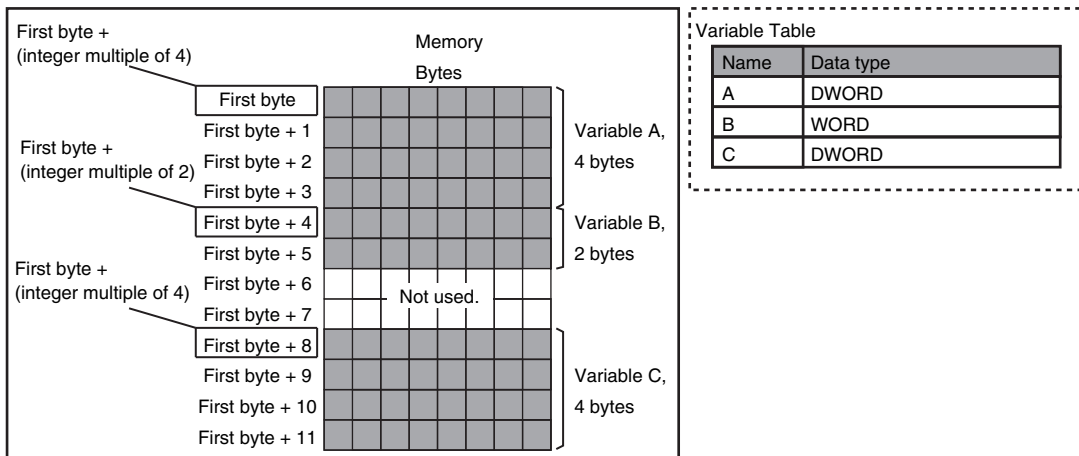 First byte +
(integer multiple of 4)
Memory
Bytes
First byte
First byte + 1
First byte + 2
First byte + 3
Variable A,
4 bytes
First byte +
(integer multiple of 2)
First byte + 4
First byte + 5
Variable B,
2 bytes
First byte +
(integer multiple of 4)
First byte + 6
First byte + 7
Not used.
First byte + 8
First byte + 9
First byte + 10
First byte + 11
Variable C,
4 bytes
Variable Table
Name Data type
A DWORD
B WORD
C DWORD